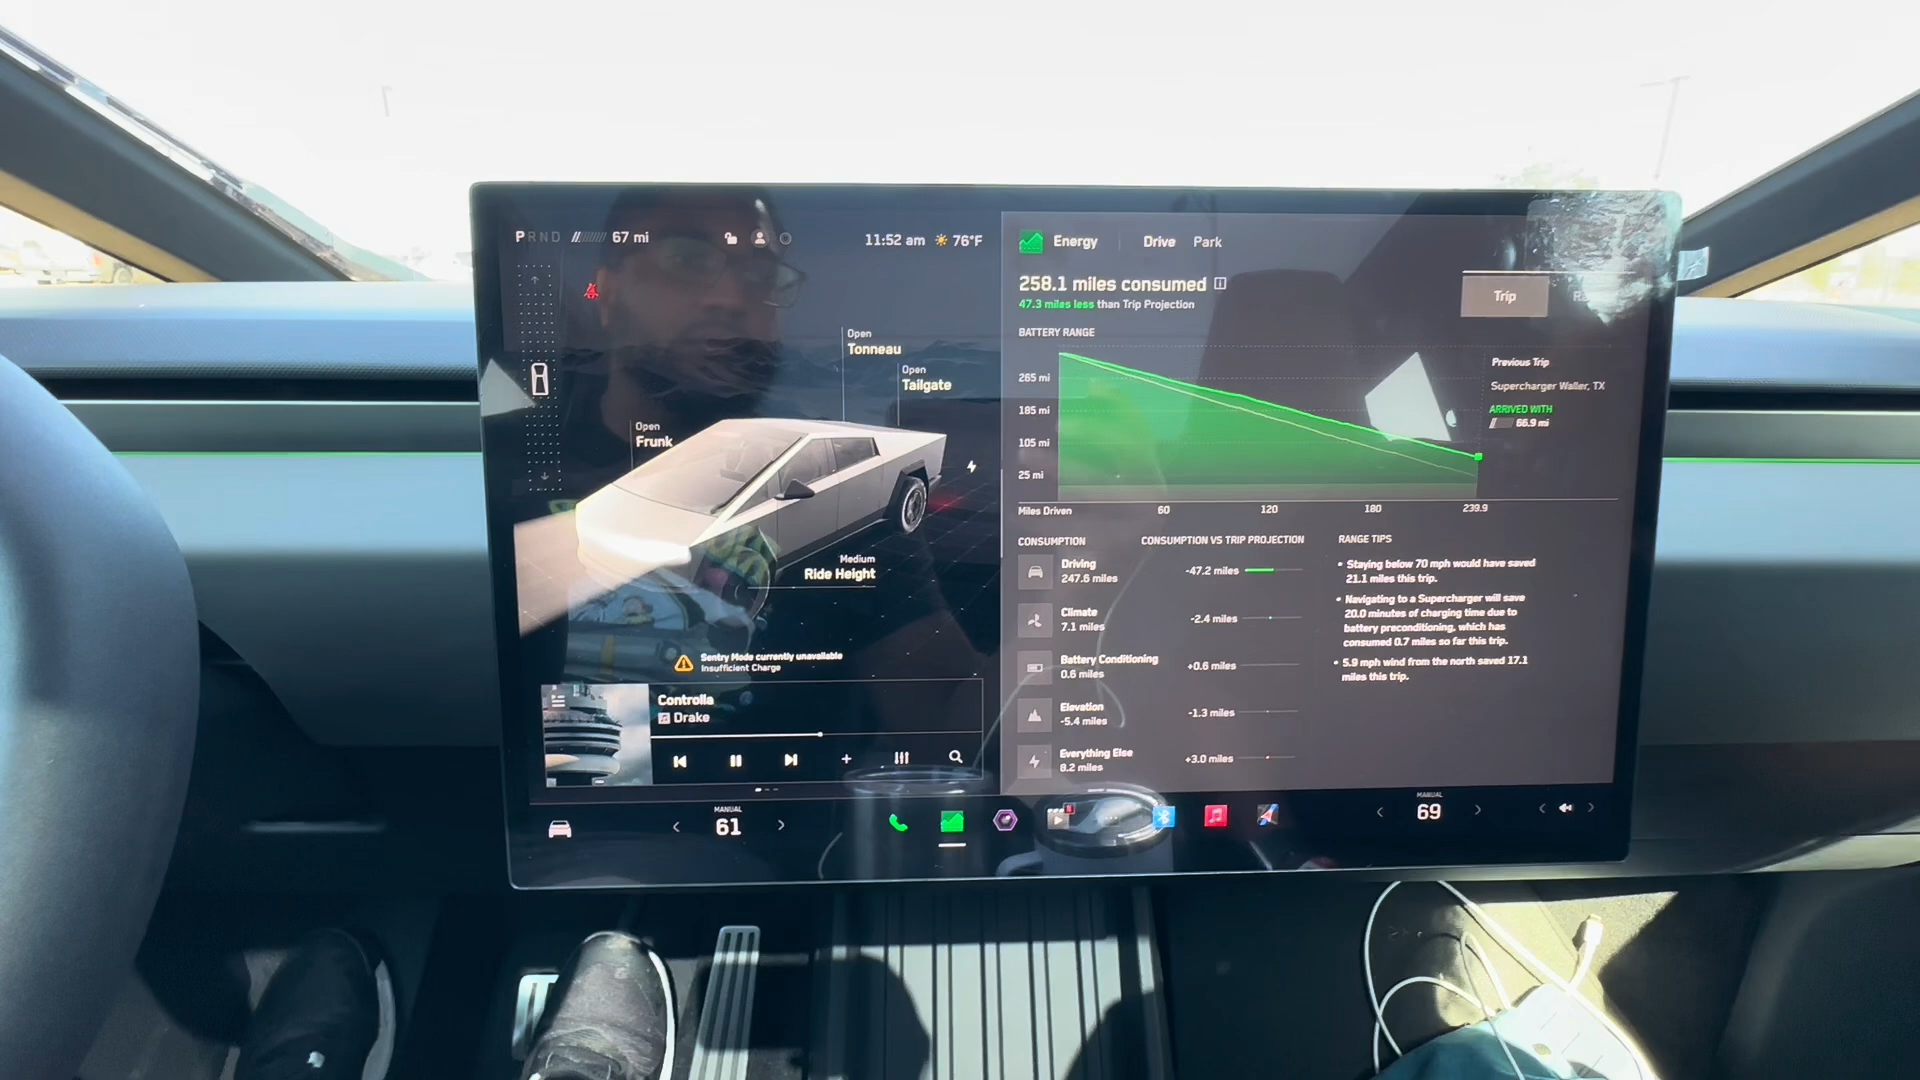 PRND 67 mi
11:52 am 76°F
Open
Tonneau
Open
Tailgate
Open
Frunk
Medium
Ride Height
Sentry Mode currently unavailable
Insufficient Charge
Controlla
Drake
Energy Drive Park
258.1 miles consumed
47.3 miles less than Trip Projection
Trip
BATTERY RANGE
265 mi
185 mi
105 mi
25 mi
Miles Driven 60 120 180 239.9
Previous Trip
Supercharger Waller, TX
ARRIVED WITH
66.9 mi
CONSUMPTION
CONSUMPTION VS TRIP PROJECTION
Driving
247.6 miles
-47.2 miles
Climate
7.1 miles
-2.4 miles
Battery Conditioning
0.6 miles
+0.6 miles
Elevation
-5.4 miles
-1.3 miles
Everything Else
8.2 miles
+3.0 miles
RANGE TIPS
• Staying below 70 mph would have saved
21.1 miles this trip.
• Navigating to a Supercharger will save
20.0 minutes of charging time due to
battery preconditioning, which has
consumed 0.7 miles so far this trip.
• 5.9 mph wind from the north saved 17.1
miles this trip.
MANUAL
61
MANUAL
69